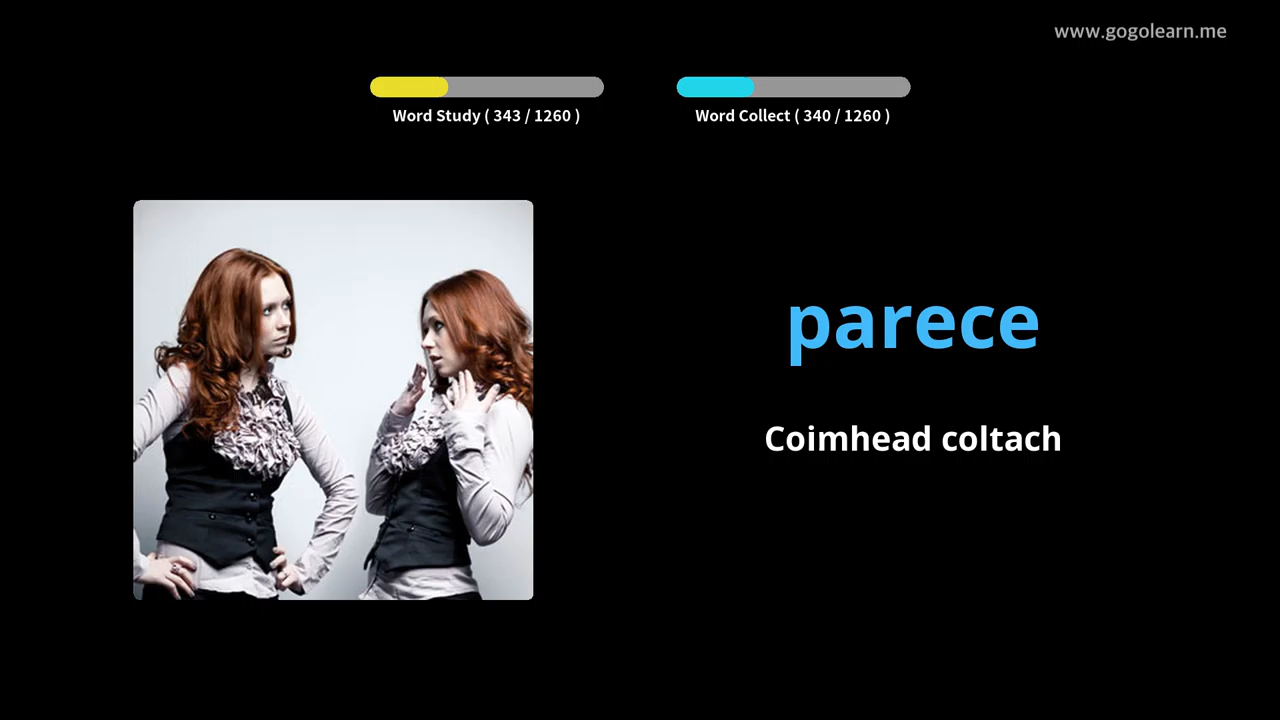 www.gogolearn.me
Word Study ( 343 / 1260 )
Word Collect ( 340 / 1260 )
parece
Coimhead coltach